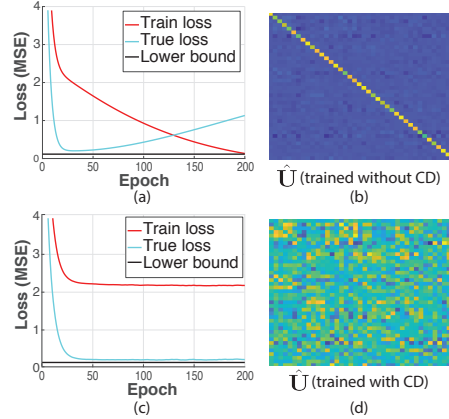 4
3
2
1
0
Loss (MSE)
Train loss
True loss
Lower bound
0 50 100 150 200
Epoch
(a)
Û (trained without CD)
(b)
4
3
2
1
0
Loss (MSE)
Train loss
True loss
Lower bound
0 50 100 150 200
Epoch
(c)
Û (trained with CD)
(d)